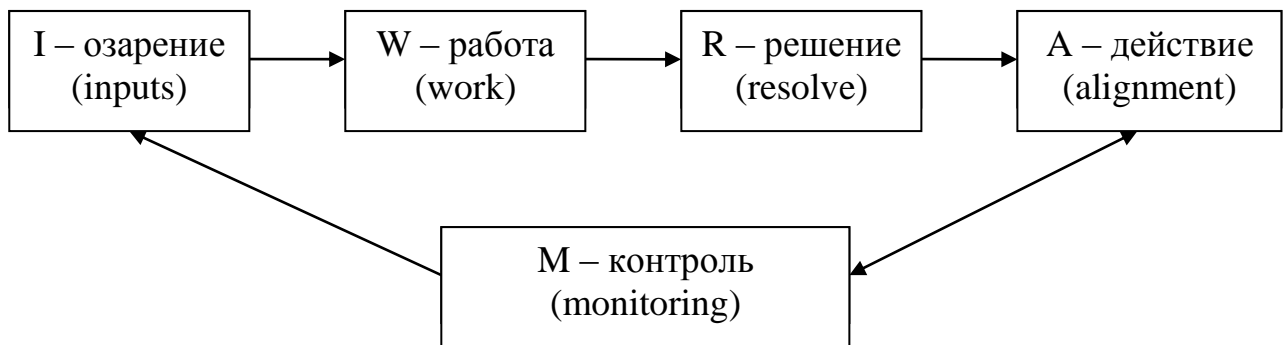 I – озарение
(inputs)
W – работа
(work)
R – решение
(resolve)
A – действие
(alignment)
M – контроль
(monitoring)